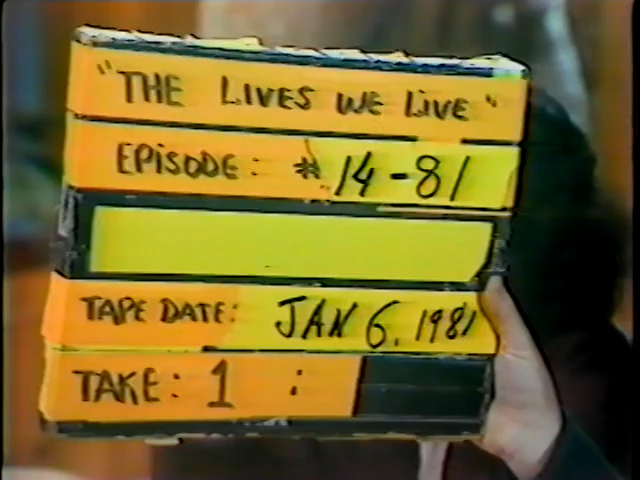 "THE LIVES WE LiVE"
EPiSODE: # 14-81
TAPE DATE: JAN 6, 1981
TAKE: 1 :